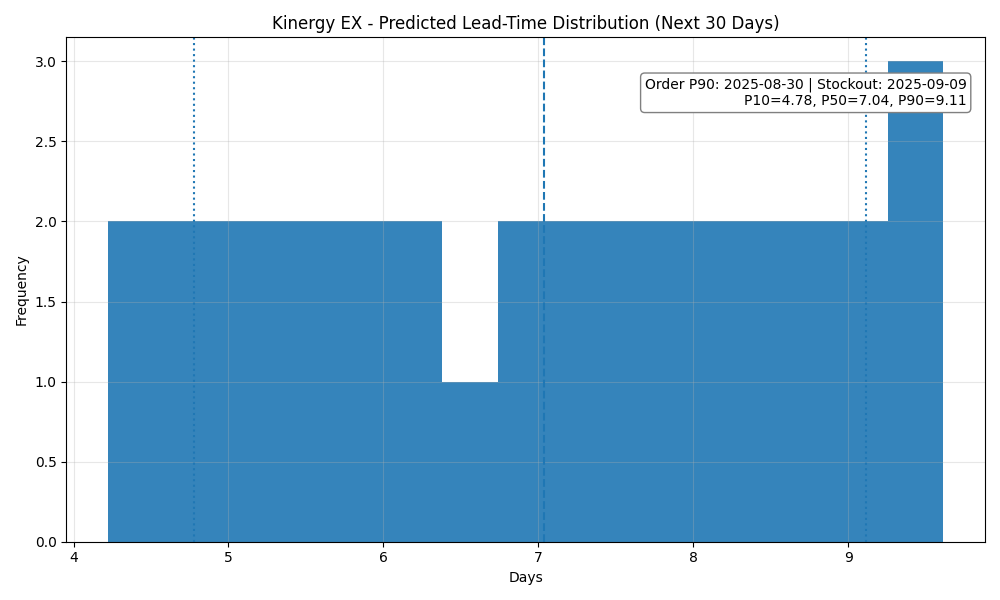 Kinergy EX - Predicted Lead-Time Distribution (Next 30 Days)
Order P90: 2025-08-30 | Stockout: 2025-09-09
P10=4.78, P50=7.04, P90=9.11
Frequency
3.0
2.5
2.0
1.5
1.0
0.5
0.0
4
5
6
7
8
9
Days